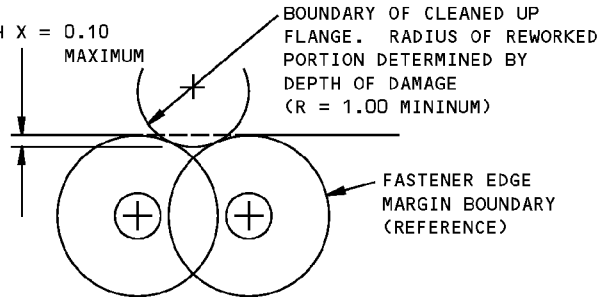 BOUNDARY OF CLEANED UP
FLANGE. RADIUS OF REWORKED
PORTION DETERMINED BY
DEPTH OF DAMAGE
(R = 1.00 MININUM)
H X = 0.10
MAXIMUM
FASTENER EDGE
MARGIN BOUNDARY
(REFERENCE)